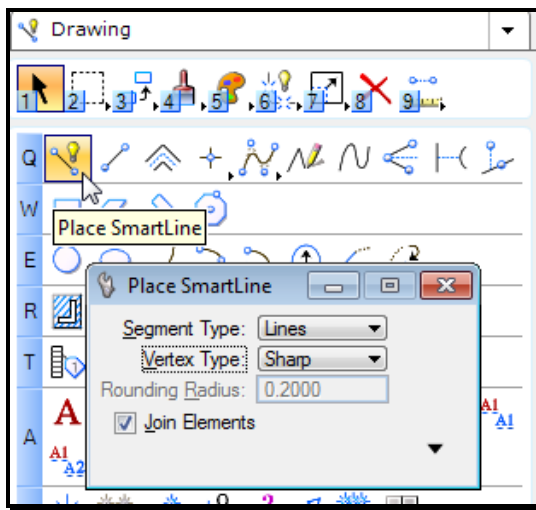 Drawing
1 2 3 4 5 6 7 8 9
Q
W
Place SmartLine
E
Place SmartLine
R
Segment Type: Lines
Vertex Type: Sharp
T
1
Rounding Radius: 0.2000
A
Join Elements
A1
A1
A
A1
A2